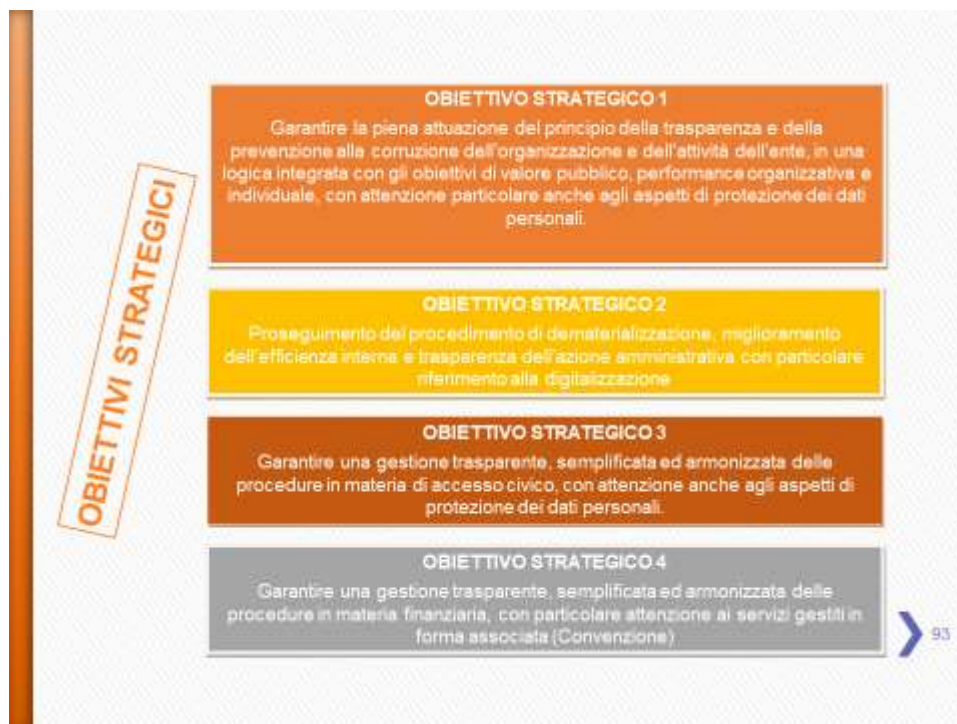 OBIETTIVI STRATEGICI
OBIETTIVO STRATEGICO 1
Garantire la piena attuazione del principio della trasparenza e della
prevenzione alla corruzione dell'organizzazione e dell'attività dell'ente, in una
logica integrata con gli obiettivi di valore pubblico, performance organizzativa e
individuale, con attenzione particolare anche agli aspetti di protezione dei dati
personali.
OBIETTIVO STRATEGICO 2
Proseguimento del procedimento di dematerializzazione, miglioramento
dell'efficienza interna e trasparenza dell'azione amministrativa con particolare
riferimento alla digitalizzazione
OBIETTIVO STRATEGICO 3
Garantire una gestione trasparente, semplificata ed armonizzata delle
procedure in materia di accesso civico, con attenzione anche agli aspetti di
protezione dei dati personali.
OBIETTIVO STRATEGICO 4
Garantire una gestione trasparente, semplificata ed armonizzata delle
procedure in materia finanziaria, con particolare attenzione ai servizi gestiti in
forma associata (Convenzione)
93